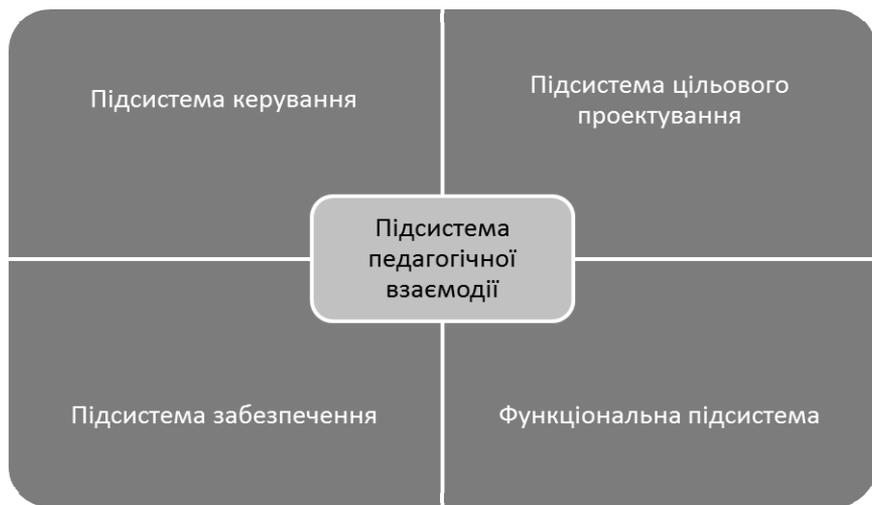 Підсистема керування
Підсистема цільового
проектування
Підсистема
педагогічної
взаємодії
Підсистема забезпечення
Функціональна підсистема